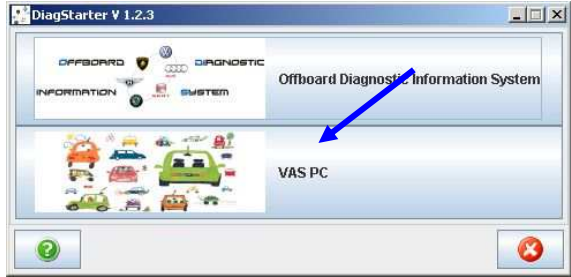 DiagStarter V 1.2.3
OFFBOARD DIAGNOSTIC
INFORMATION SYSTEM
Offboard Diagnostic Information System
VAS PC